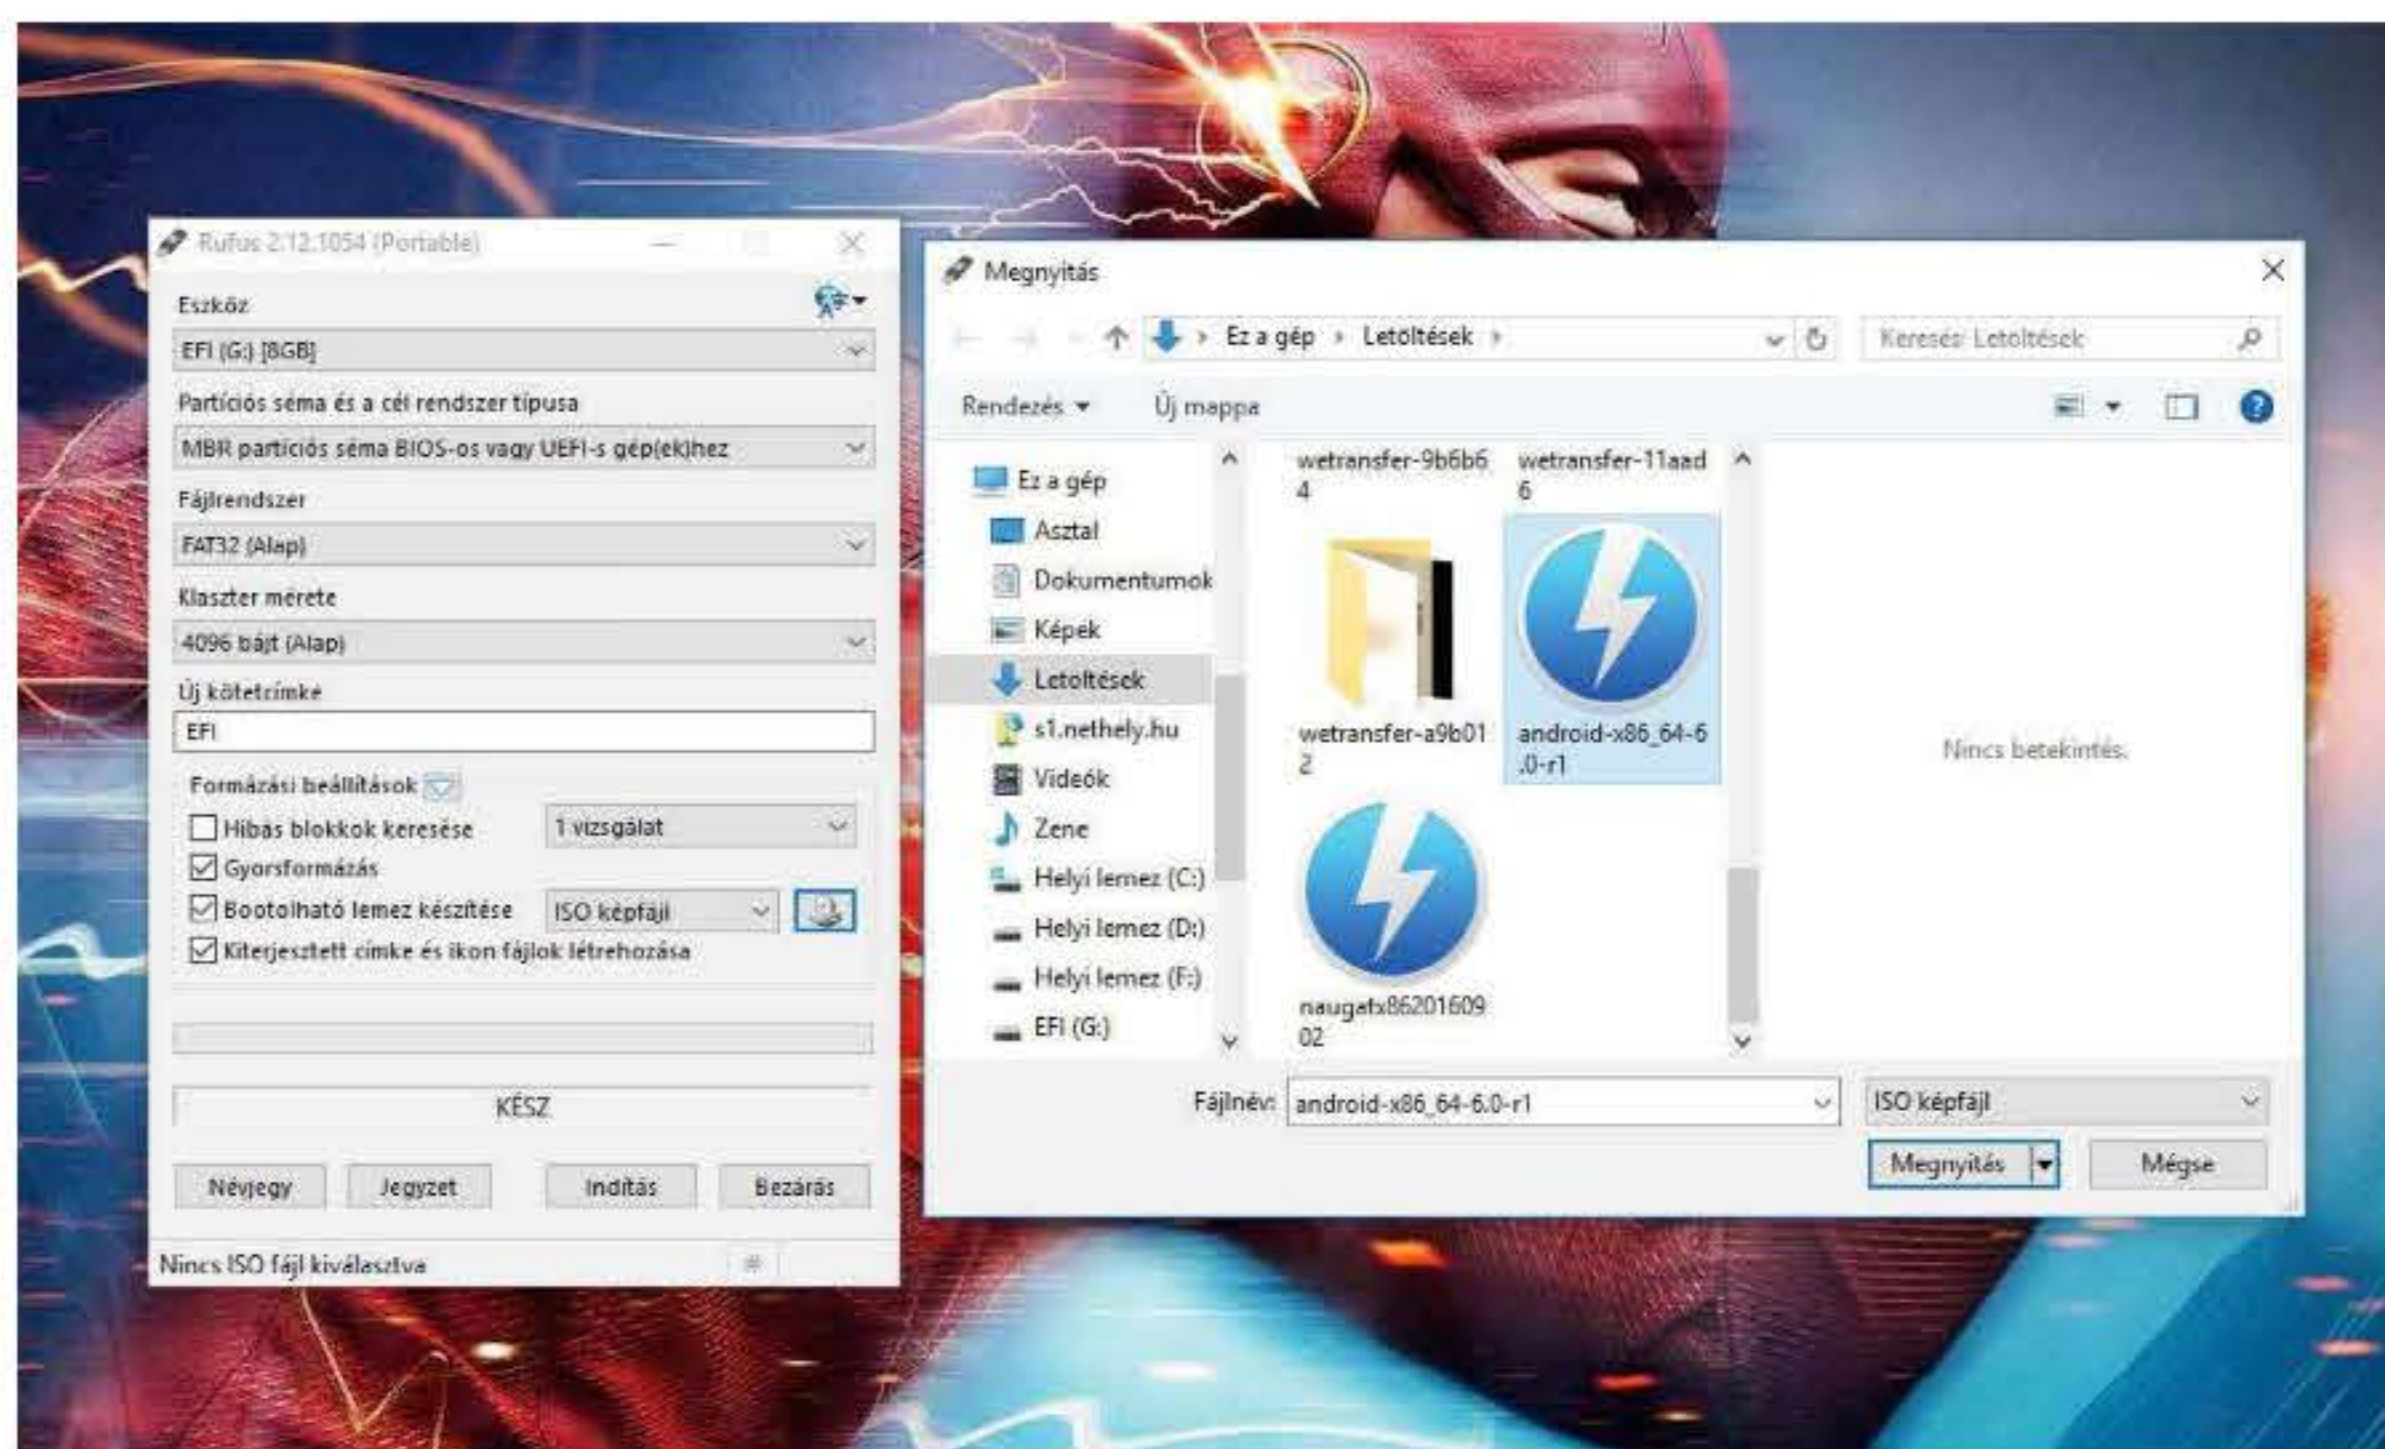 Rufus 2.12.1054 (Portable)
Eszköz
EFI (G:) [8GB]
Partíciós séma és a cél rendszer típusa
MBR partíciós séma BIOS-os vagy UEFI-s gép(ek)hez
Fájlrendszer
FAT32 (Alap)
Klaszter mérete
4096 bájt (Alap)
Új kötetcímke
EFI
Formázási beállítások
Hibás blokkok keresése
1 vizsgálat
Gyorsformázás
Bootolható lemez készítése
ISO képfájl
Kiterjesztett címke és ikon fájlok létrehozása
KÉSZ
Névjegy
Jegyzet
Indítás
Bezárás
Nincs ISO fájl kiválasztva
#
Megnyitás
Ez a gép
Letöltések
Keresés: Letöltések
Rendezés
Új mappa
Ez a gép
Asztal
Dokumentumok
Képek
Letöltések
s1.nethely.hu
Videók
Zene
Helyi lemez (C:)
Helyi lemez (D:)
Helyi lemez (F:)
EFI (G:)
wetransfer-9b6b6
4
wetransfer-11aad
6
wetransfer-a9b01
2
android-x86_64-6
.0-r1
naugatx86201609
02
Nincs betekintés.
Fájlnév:
android-x86_64-6.0-r1
ISO képfájl
Megnyitás
Mégse